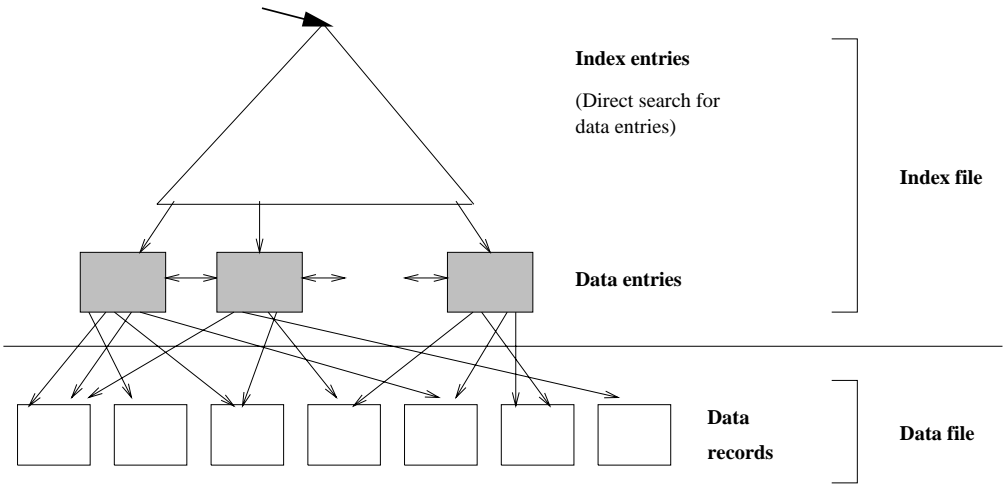 Index entries
(Direct search for
data entries)
Index file
Data entries
Data
records
Data file